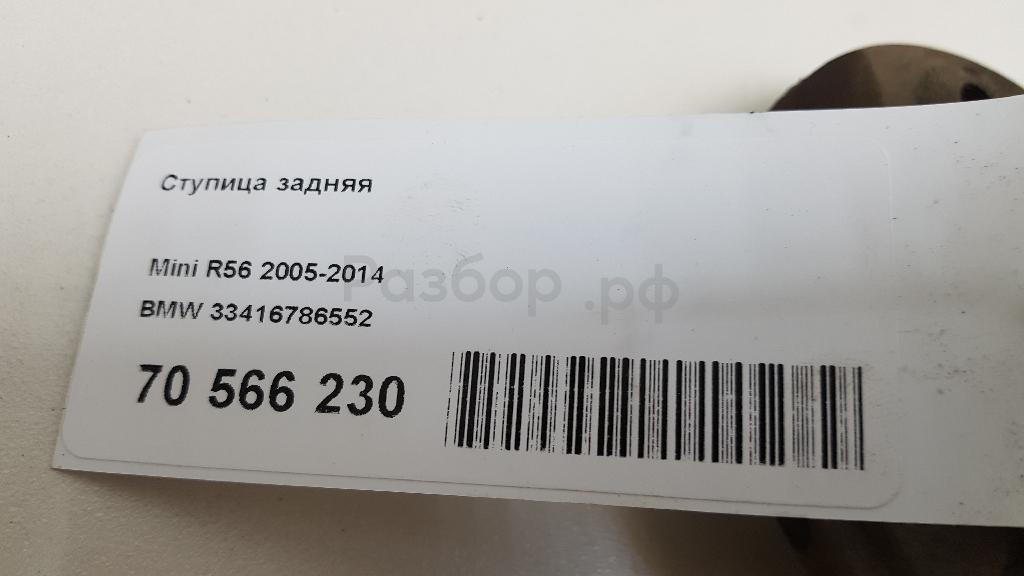 Ступица задняя
Mini R56 2005-2014
Разбор.рф
BMW 33416786552
70 566 230